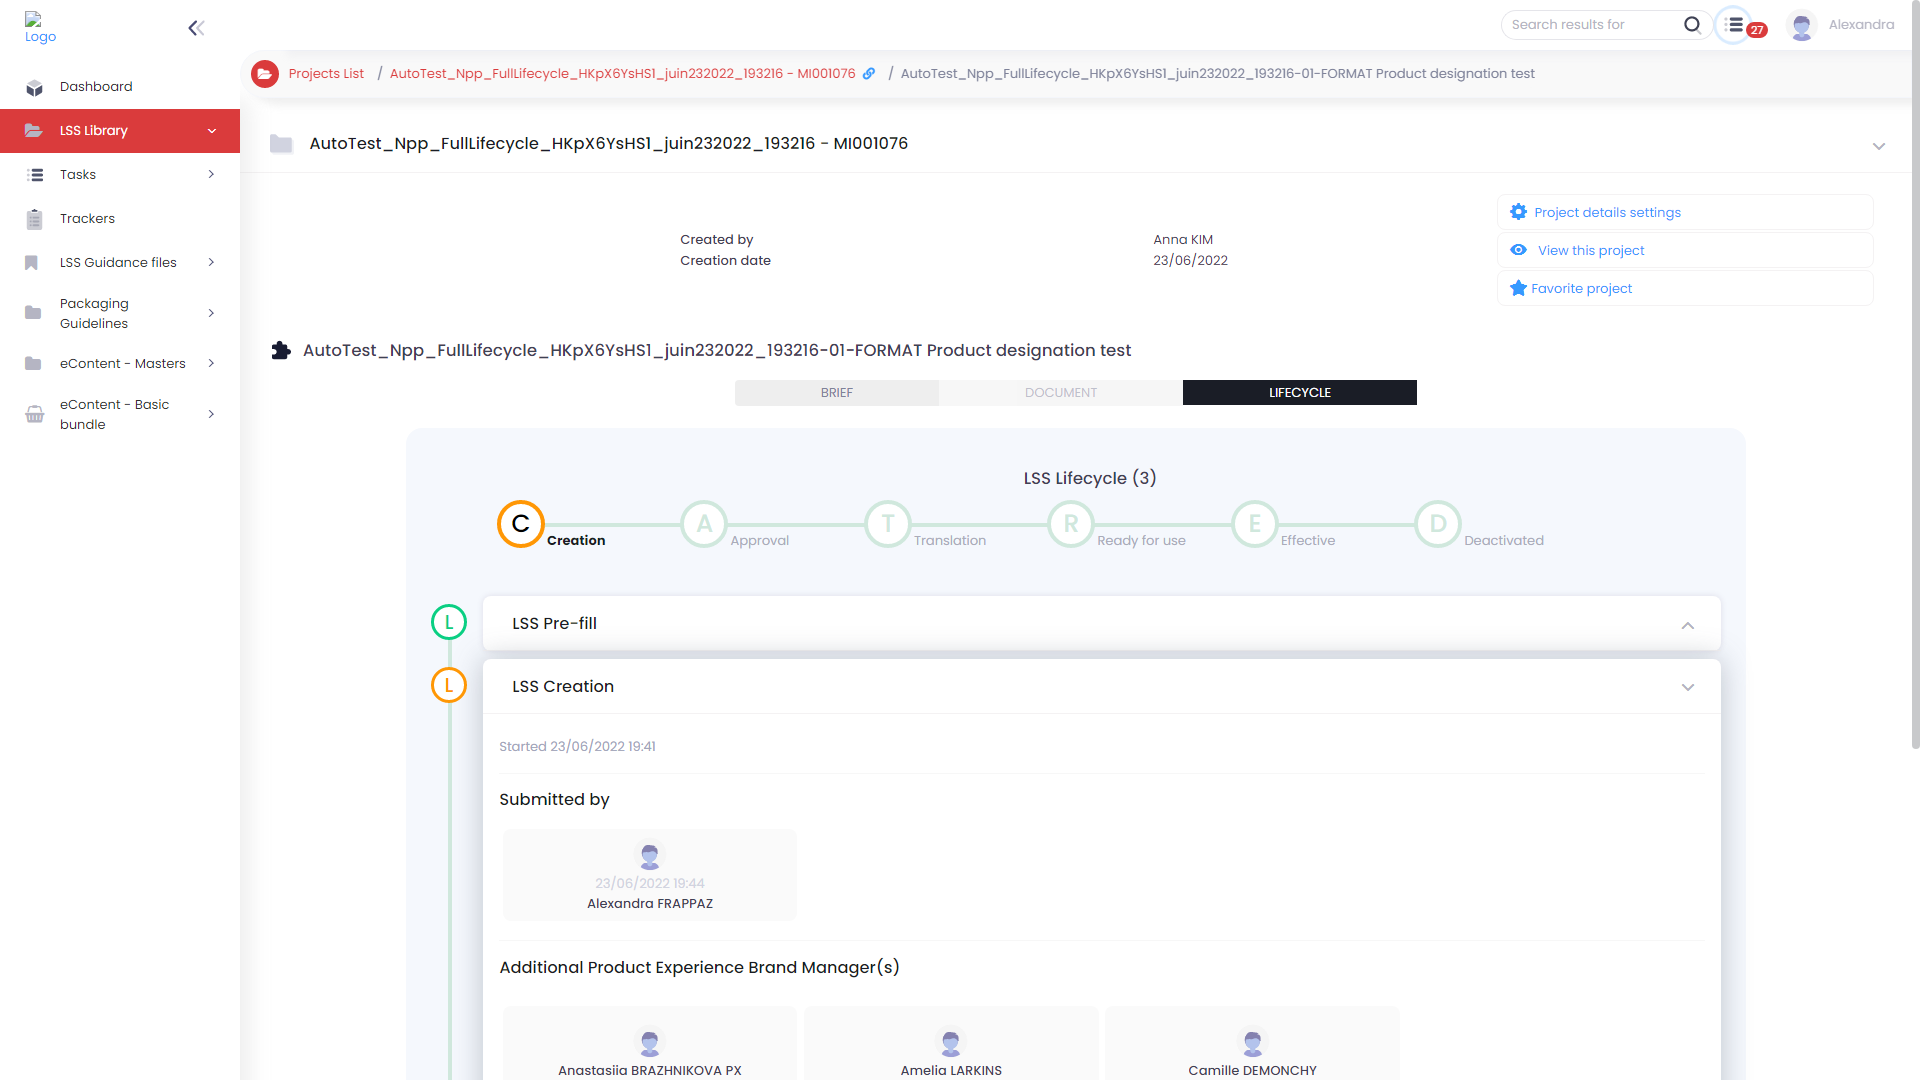 Logo
Search results for
27
Alexandra
Dashboard
LSS Library
Tasks
Trackers
LSS Guidance files
Packaging
Guidelines
eContent - Masters
eContent - Basic
bundle
Projects List / AutoTest_Npp_FullLifecycle_HKpX6YsHS1_juin232022_193216 - MI001076 / AutoTest_Npp_FullLifecycle_HKpX6YsHS1_juin232022_193216-01-FORMAT Product designation test
AutoTest_Npp_FullLifecycle_HKpX6YsHS1_juin232022_193216 - MI001076
Created by Anna KIM
Creation date 23/06/2022
Project details settings
View this project
Favorite project
AutoTest_Npp_FullLifecycle_HKpX6YsHS1_juin232022_193216-01-FORMAT Product designation test
BRIEF DOCUMENT LIFECYCLE
LSS Lifecycle (3)
C A T R E D
Creation Approval Translation Ready for use Effective Deactivated
L LSS Pre-fill
L LSS Creation
Started 23/06/2022 19:41
Submitted by
23/06/2022 19:44
Alexandra FRAPPAZ
Additional Product Experience Brand Manager(s)
Anastasiia BRAZHNIKOVA PX Amelia LARKINS Camille DEMONCHY